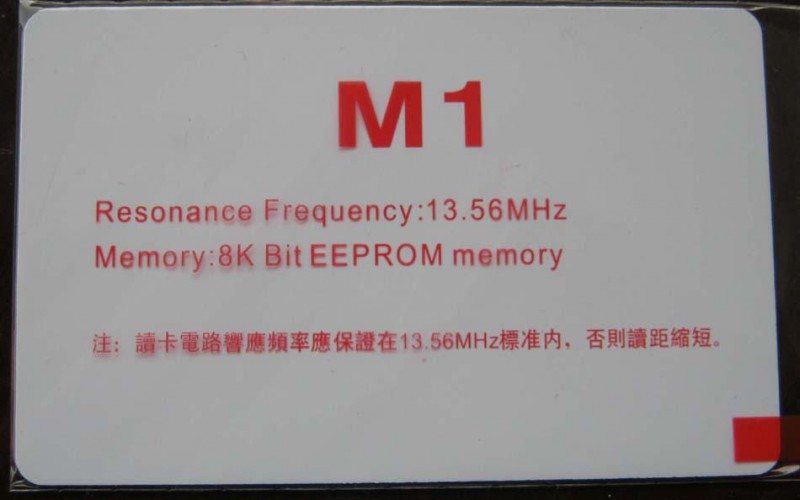 M1
Resonance Frequency:13.56MHz
Memory:8K Bit EEPROM memory
注：讀卡電路響應頻率應保證在13.56MHz標准内，否則讀距縮短。